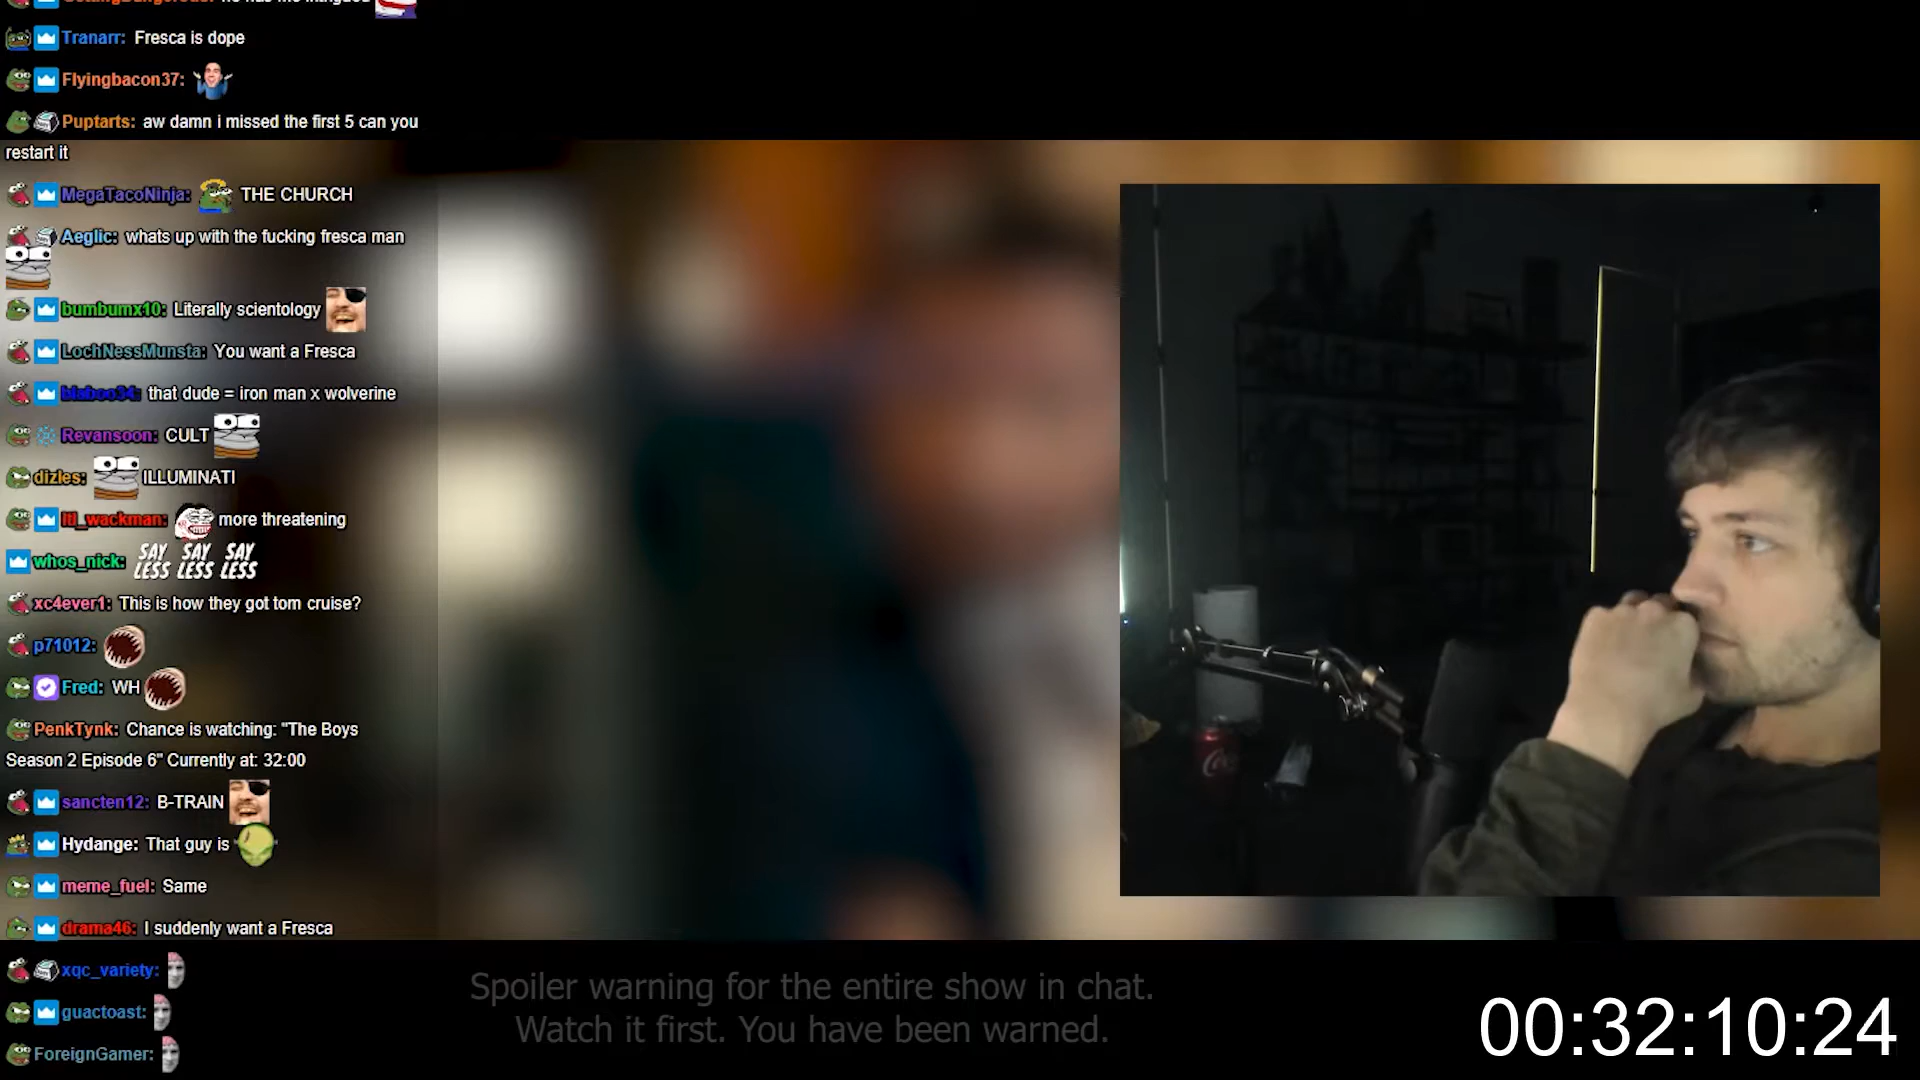 Tranarr: Fresca is dope
Flyingbacon37:
Puptarts: aw damn i missed the first 5 can you
restart it
MegaTacoNinja: THE CHURCH
Aeglic: whats up with the fucking fresca man
bumbumx10: Literally scientology
LochNessMunsta: You want a Fresca
that dude = iron man x wolverine
Revansoon: CULT
dizles: ILLUMINATI
itl_wackman: more threatening
whos_nick: SAY LESS SAY LESS SAY LESS
xc4ever1: This is how they got tom cruise?
p71012:
Fred: WH
PenkTynk: Chance is watching: "The Boys
Season 2 Episode 6" Currently at: 32:00
sancten12: B-TRAIN
Hydange: That guy is
meme_fuel: Same
drama46: I suddenly want a Fresca
xqc_variety:
guactoast:
ForeignGamer:
Spoiler warning for the entire show in chat.
Watch it first. You have been warned.
00:32:10:24